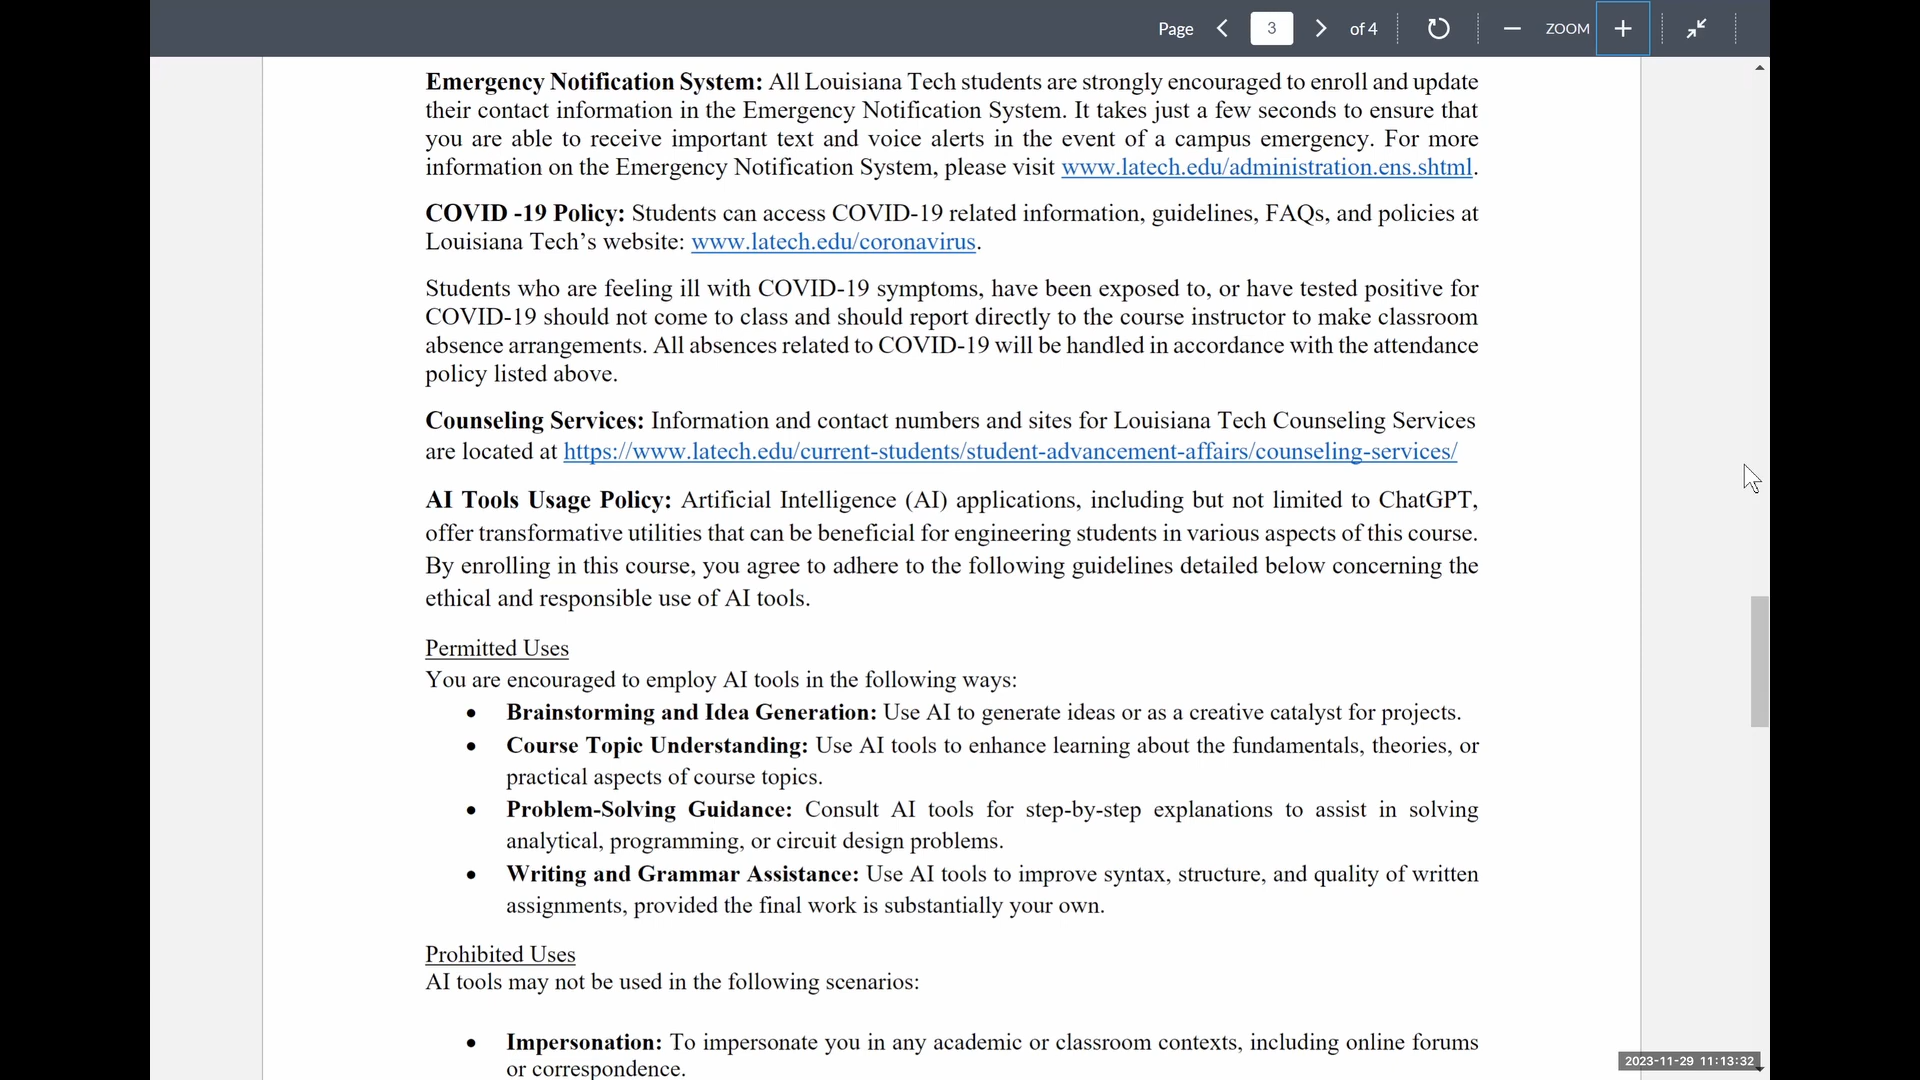 Page 3 of 4 ZOOM
Emergency Notification System: All Louisiana Tech students are strongly encouraged to enroll and update
their contact information in the Emergency Notification System. It takes just a few seconds to ensure that
you are able to receive important text and voice alerts in the event of a campus emergency. For more
information on the Emergency Notification System, please visit www.latech.edu/administration.ens.shtml.
COVID -19 Policy: Students can access COVID-19 related information, guidelines, FAQs, and policies at
Louisiana Tech’s website: www.latech.edu/coronavirus.
Students who are feeling ill with COVID-19 symptoms, have been exposed to, or have tested positive for
COVID-19 should not come to class and should report directly to the course instructor to make classroom
absence arrangements. All absences related to COVID-19 will be handled in accordance with the attendance
policy listed above.
Counseling Services: Information and contact numbers and sites for Louisiana Tech Counseling Services
are located at https://www.latech.edu/current-students/student-advancement-affairs/counseling-services/
AI Tools Usage Policy: Artificial Intelligence (AI) applications, including but not limited to ChatGPT,
offer transformative utilities that can be beneficial for engineering students in various aspects of this course.
By enrolling in this course, you agree to adhere to the following guidelines detailed below concerning the
ethical and responsible use of AI tools.
Permitted Uses
You are encouraged to employ AI tools in the following ways:
• Brainstorming and Idea Generation: Use AI to generate ideas or as a creative catalyst for projects.
• Course Topic Understanding: Use AI tools to enhance learning about the fundamentals, theories, or
practical aspects of course topics.
• Problem-Solving Guidance: Consult AI tools for step-by-step explanations to assist in solving
analytical, programming, or circuit design problems.
• Writing and Grammar Assistance: Use AI tools to improve syntax, structure, and quality of written
assignments, provided the final work is substantially your own.
Prohibited Uses
AI tools may not be used in the following scenarios:
• Impersonation: To impersonate you in any academic or classroom contexts, including online forums
or correspondence.
2023-11-29 11:13:32